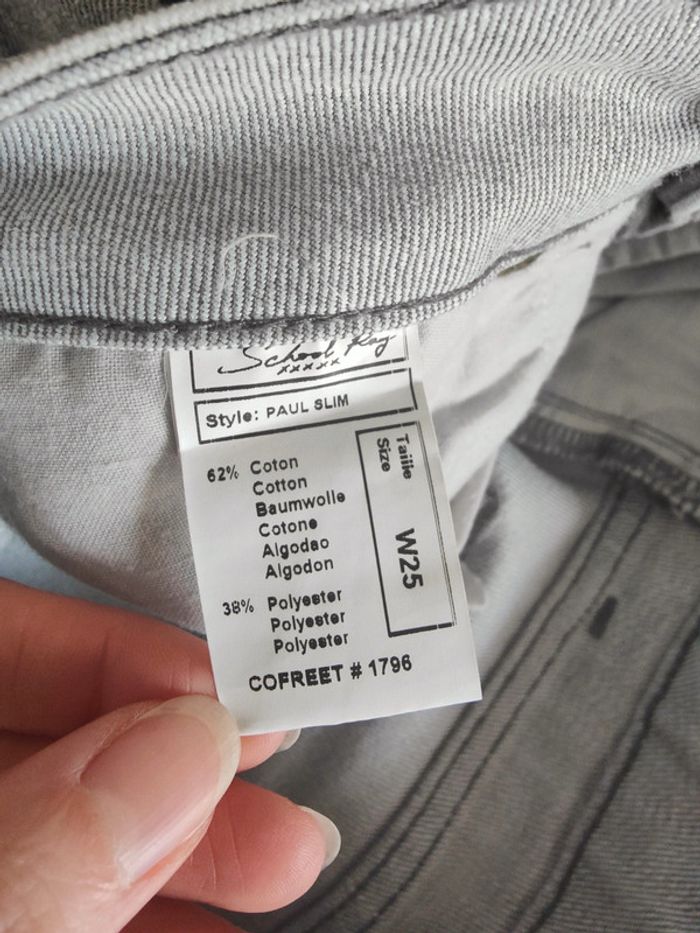 School Rag
xxxxx
Style: PAUL SLIM
62% Coton
Cotton
Baumwolle
Cotone
Algodao
Algodon
38% Polyester
Polyester
Polyester
COFREET # 1796
Taille
Size
W25